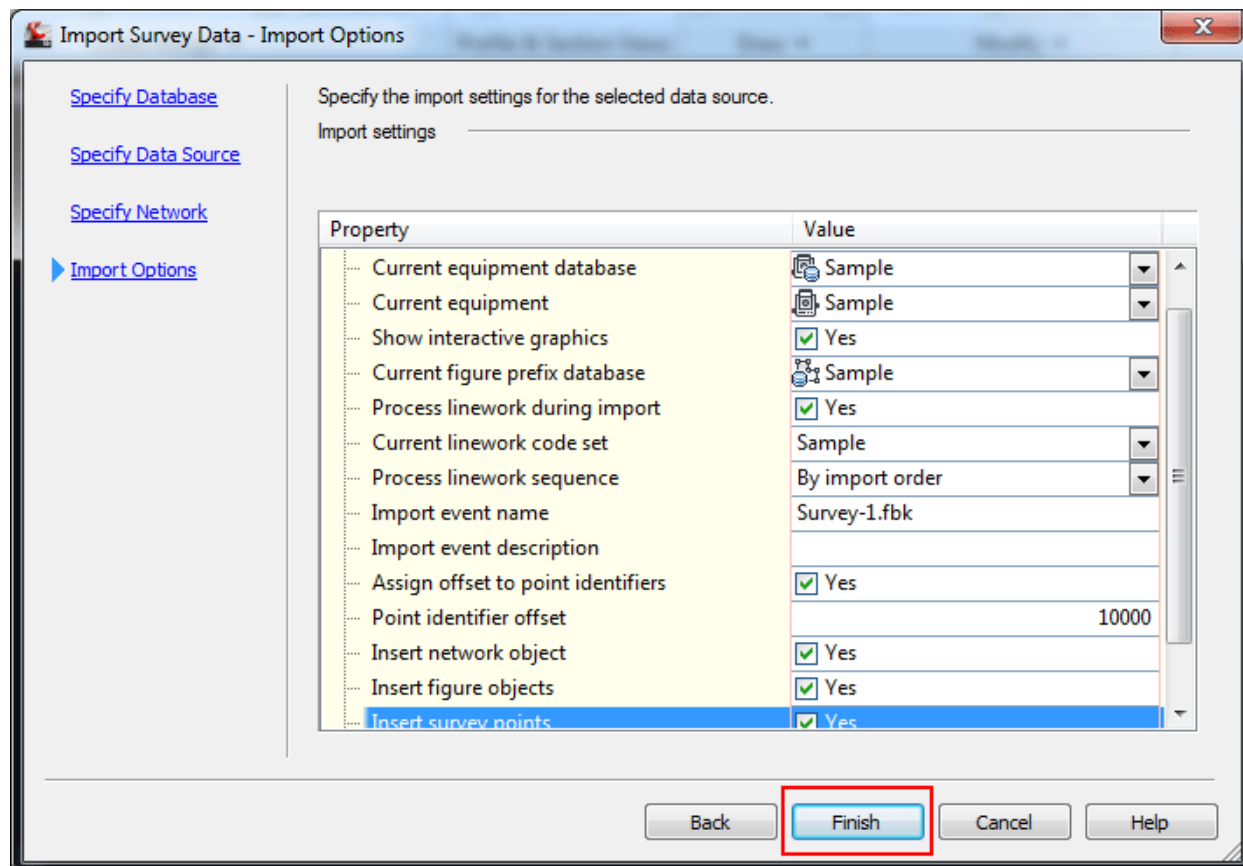 Import Survey Data - Import Options
Specify Database
Specify Data Source
Specify Network
Import Options
Specify the import settings for the selected data source.
Import settings
Property Value
Current equipment database Sample
Current equipment Sample
Show interactive graphics Yes
Current figure prefix database Sample
Process linework during import Yes
Current linework code set Sample
Process linework sequence By import order
Import event name Survey-1.fbk
Import event description
Assign offset to point identifiers Yes
Point identifier offset 10000
Insert network object Yes
Insert figure objects Yes
Insert survey points Yes
Back Finish Cancel Help